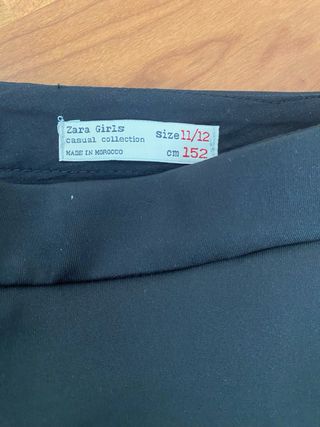 Zara Girls
casual collection
MADE IN MOROCCO
size 11/12
cm 152